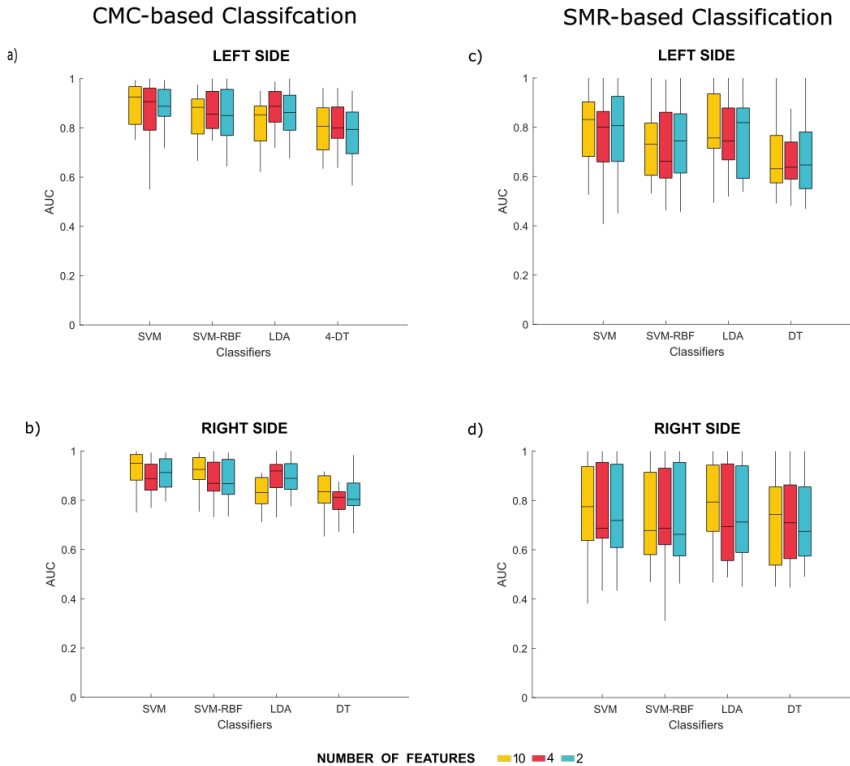 CMC-based Classifcation
SMR-based Classification
a)
LEFT SIDE
1
0.8
0.6
0.4
0.2
0
AUC
SVM
SVM-RBF
LDA
4-DT
Classifiers
c)
LEFT SIDE
1
0.8
0.6
0.4
0.2
0
AUC
SVM
SVM-RBF
LDA
DT
Classifiers
b)
RIGHT SIDE
1
0.8
0.6
0.4
0.2
0
AUC
SVM
SVM-RBF
LDA
DT
Classifiers
d)
RIGHT SIDE
1
0.8
0.6
0.4
0.2
0
AUC
SVM
SVM-RBF
LDA
DT
Classifiers
NUMBER OF FEATURES 10 4 2